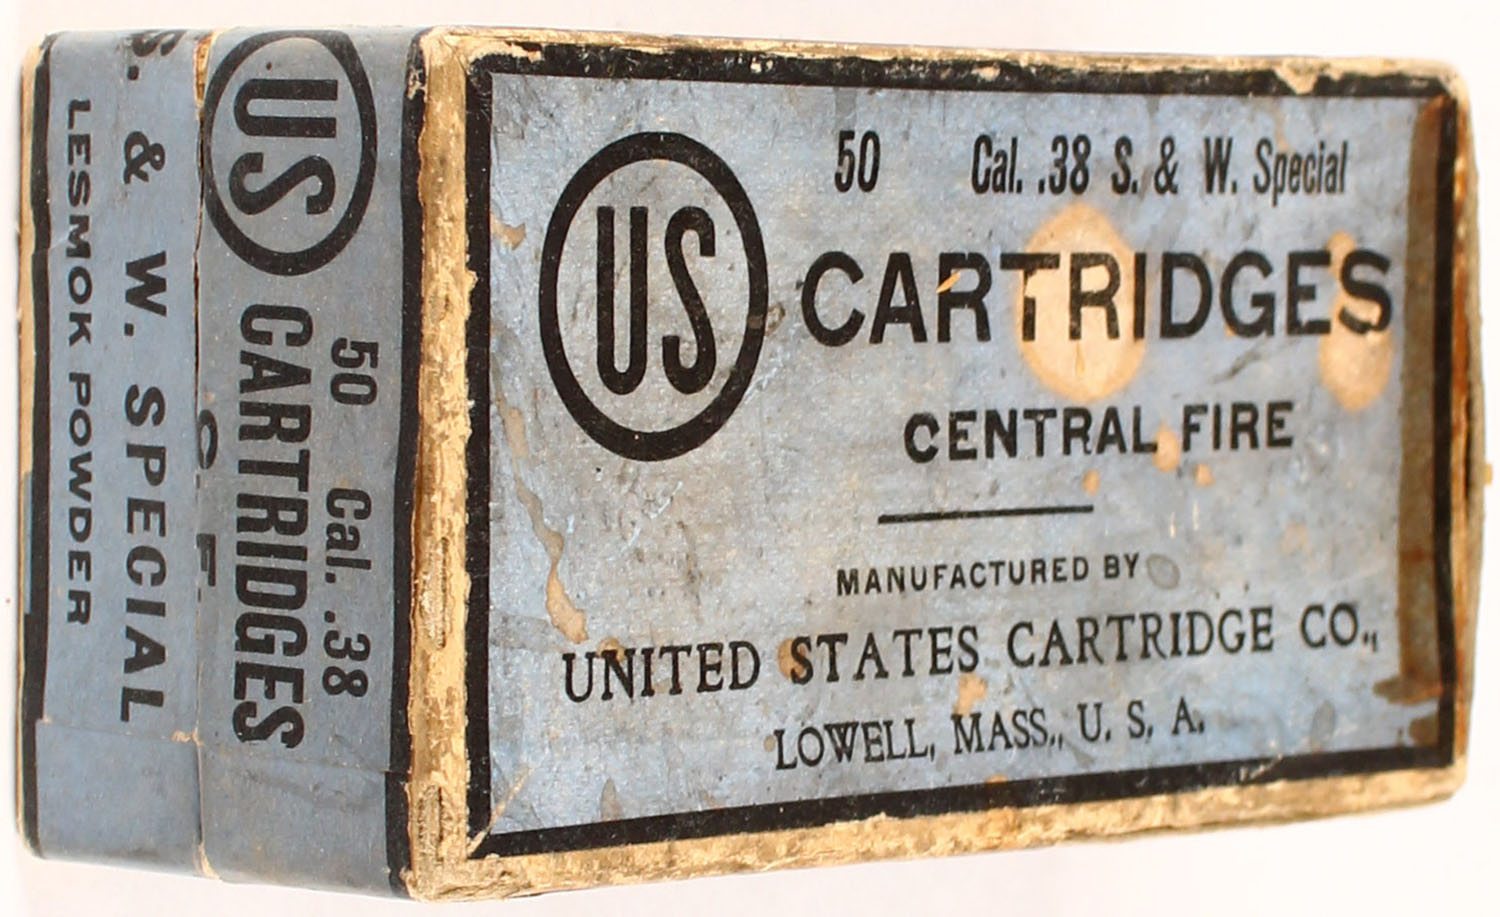 50 Cal. .38 S. & W. Special
US
CARTRIDGES
CENTRAL FIRE
MANUFACTURED BY
UNITED STATES CARTRIDGE CO.,
LOWELL, MASS., U. S. A.
50 Cal. .38
US CARTRIDGES
C. F.
S. & W. SPECIAL
LESMOK POWDER